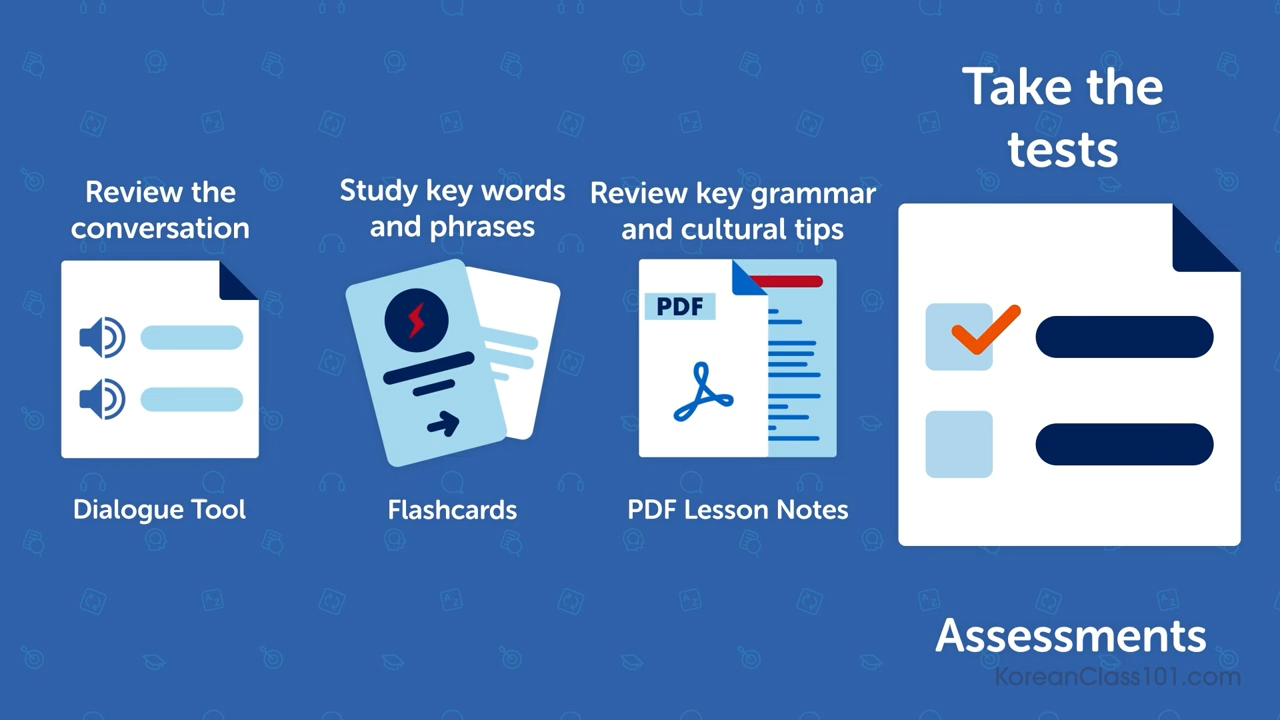 Review the
conversation
Dialogue Tool
Study key words
and phrases
Flashcards
Review key grammar
and cultural tips
PDF
PDF Lesson Notes
Take the
tests
Assessments
KoreanClass101.com